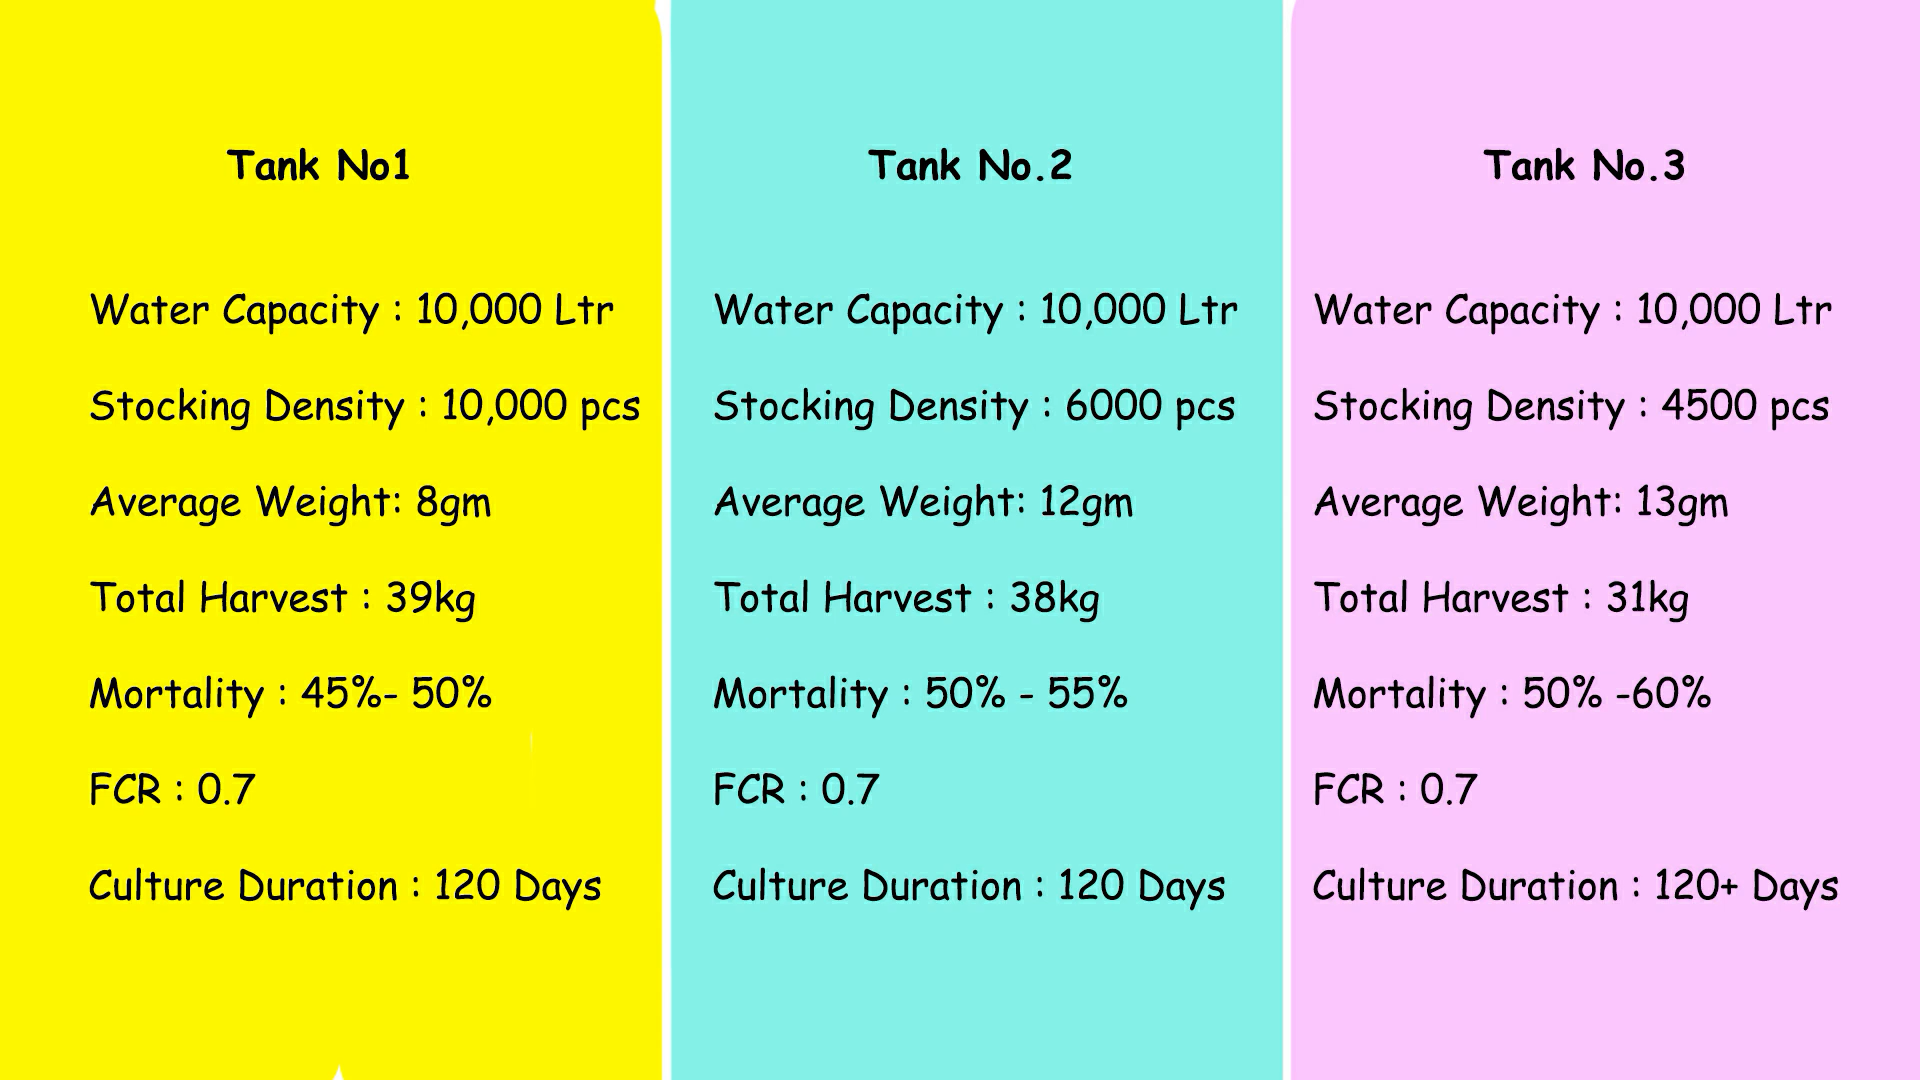 Tank No1
Water Capacity : 10,000 Ltr
Stocking Density : 10,000 pcs
Average Weight: 8gm
Total Harvest : 39kg
Mortality : 45%- 50%
FCR : 0.7
Culture Duration : 120 Days
Tank No.2
Water Capacity : 10,000 Ltr
Stocking Density : 6000 pcs
Average Weight: 12gm
Total Harvest : 38kg
Mortality : 50% - 55%
FCR : 0.7
Culture Duration : 120 Days
Tank No.3
Water Capacity : 10,000 Ltr
Stocking Density : 4500 pcs
Average Weight: 13gm
Total Harvest : 31kg
Mortality : 50% -60%
FCR : 0.7
Culture Duration : 120+ Days